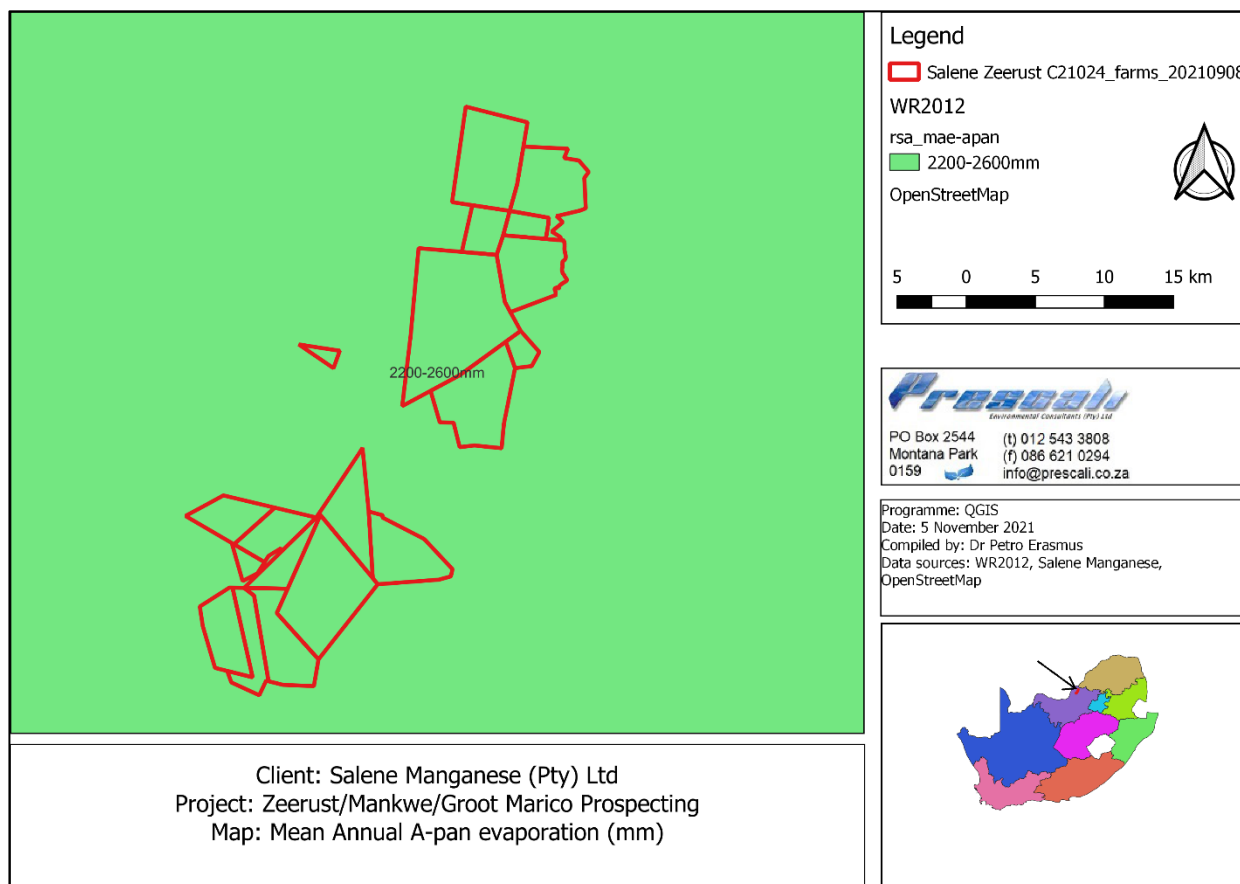 2200-2600mm
Client: Salene Manganese (Pty) Ltd
Project: Zeerust/Mankwe/Groot Marico Prospecting
Map: Mean Annual A-pan evaporation (mm)
Legend
Salene Zeerust C21024_farms_20210908
WR2012
rsa_mae-apan
2200-2600mm
OpenStreetMap
5 0 5 10 15 km
Prescali
Environmental Consultants (Pty) Ltd
PO Box 2544 (t) 012 543 3808
Montana Park (f) 086 621 0294
0159 info@prescali.co.za
Programme: QGIS
Date: 5 November 2021
Compiled by: Dr Petro Erasmus
Data sources: WR2012, Salene Manganese,
OpenStreetMap